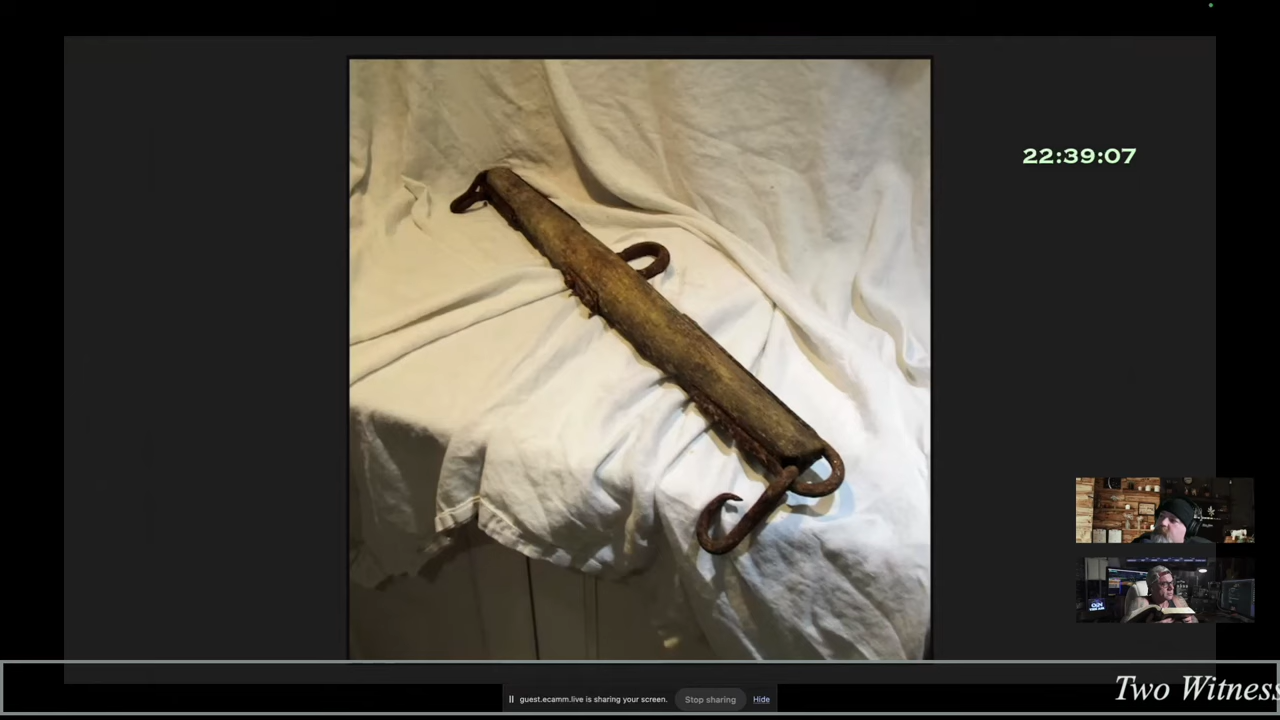 22:39:07
guest.ecamm.live is sharing your screen.
Stop sharing
Hide
Two Witness